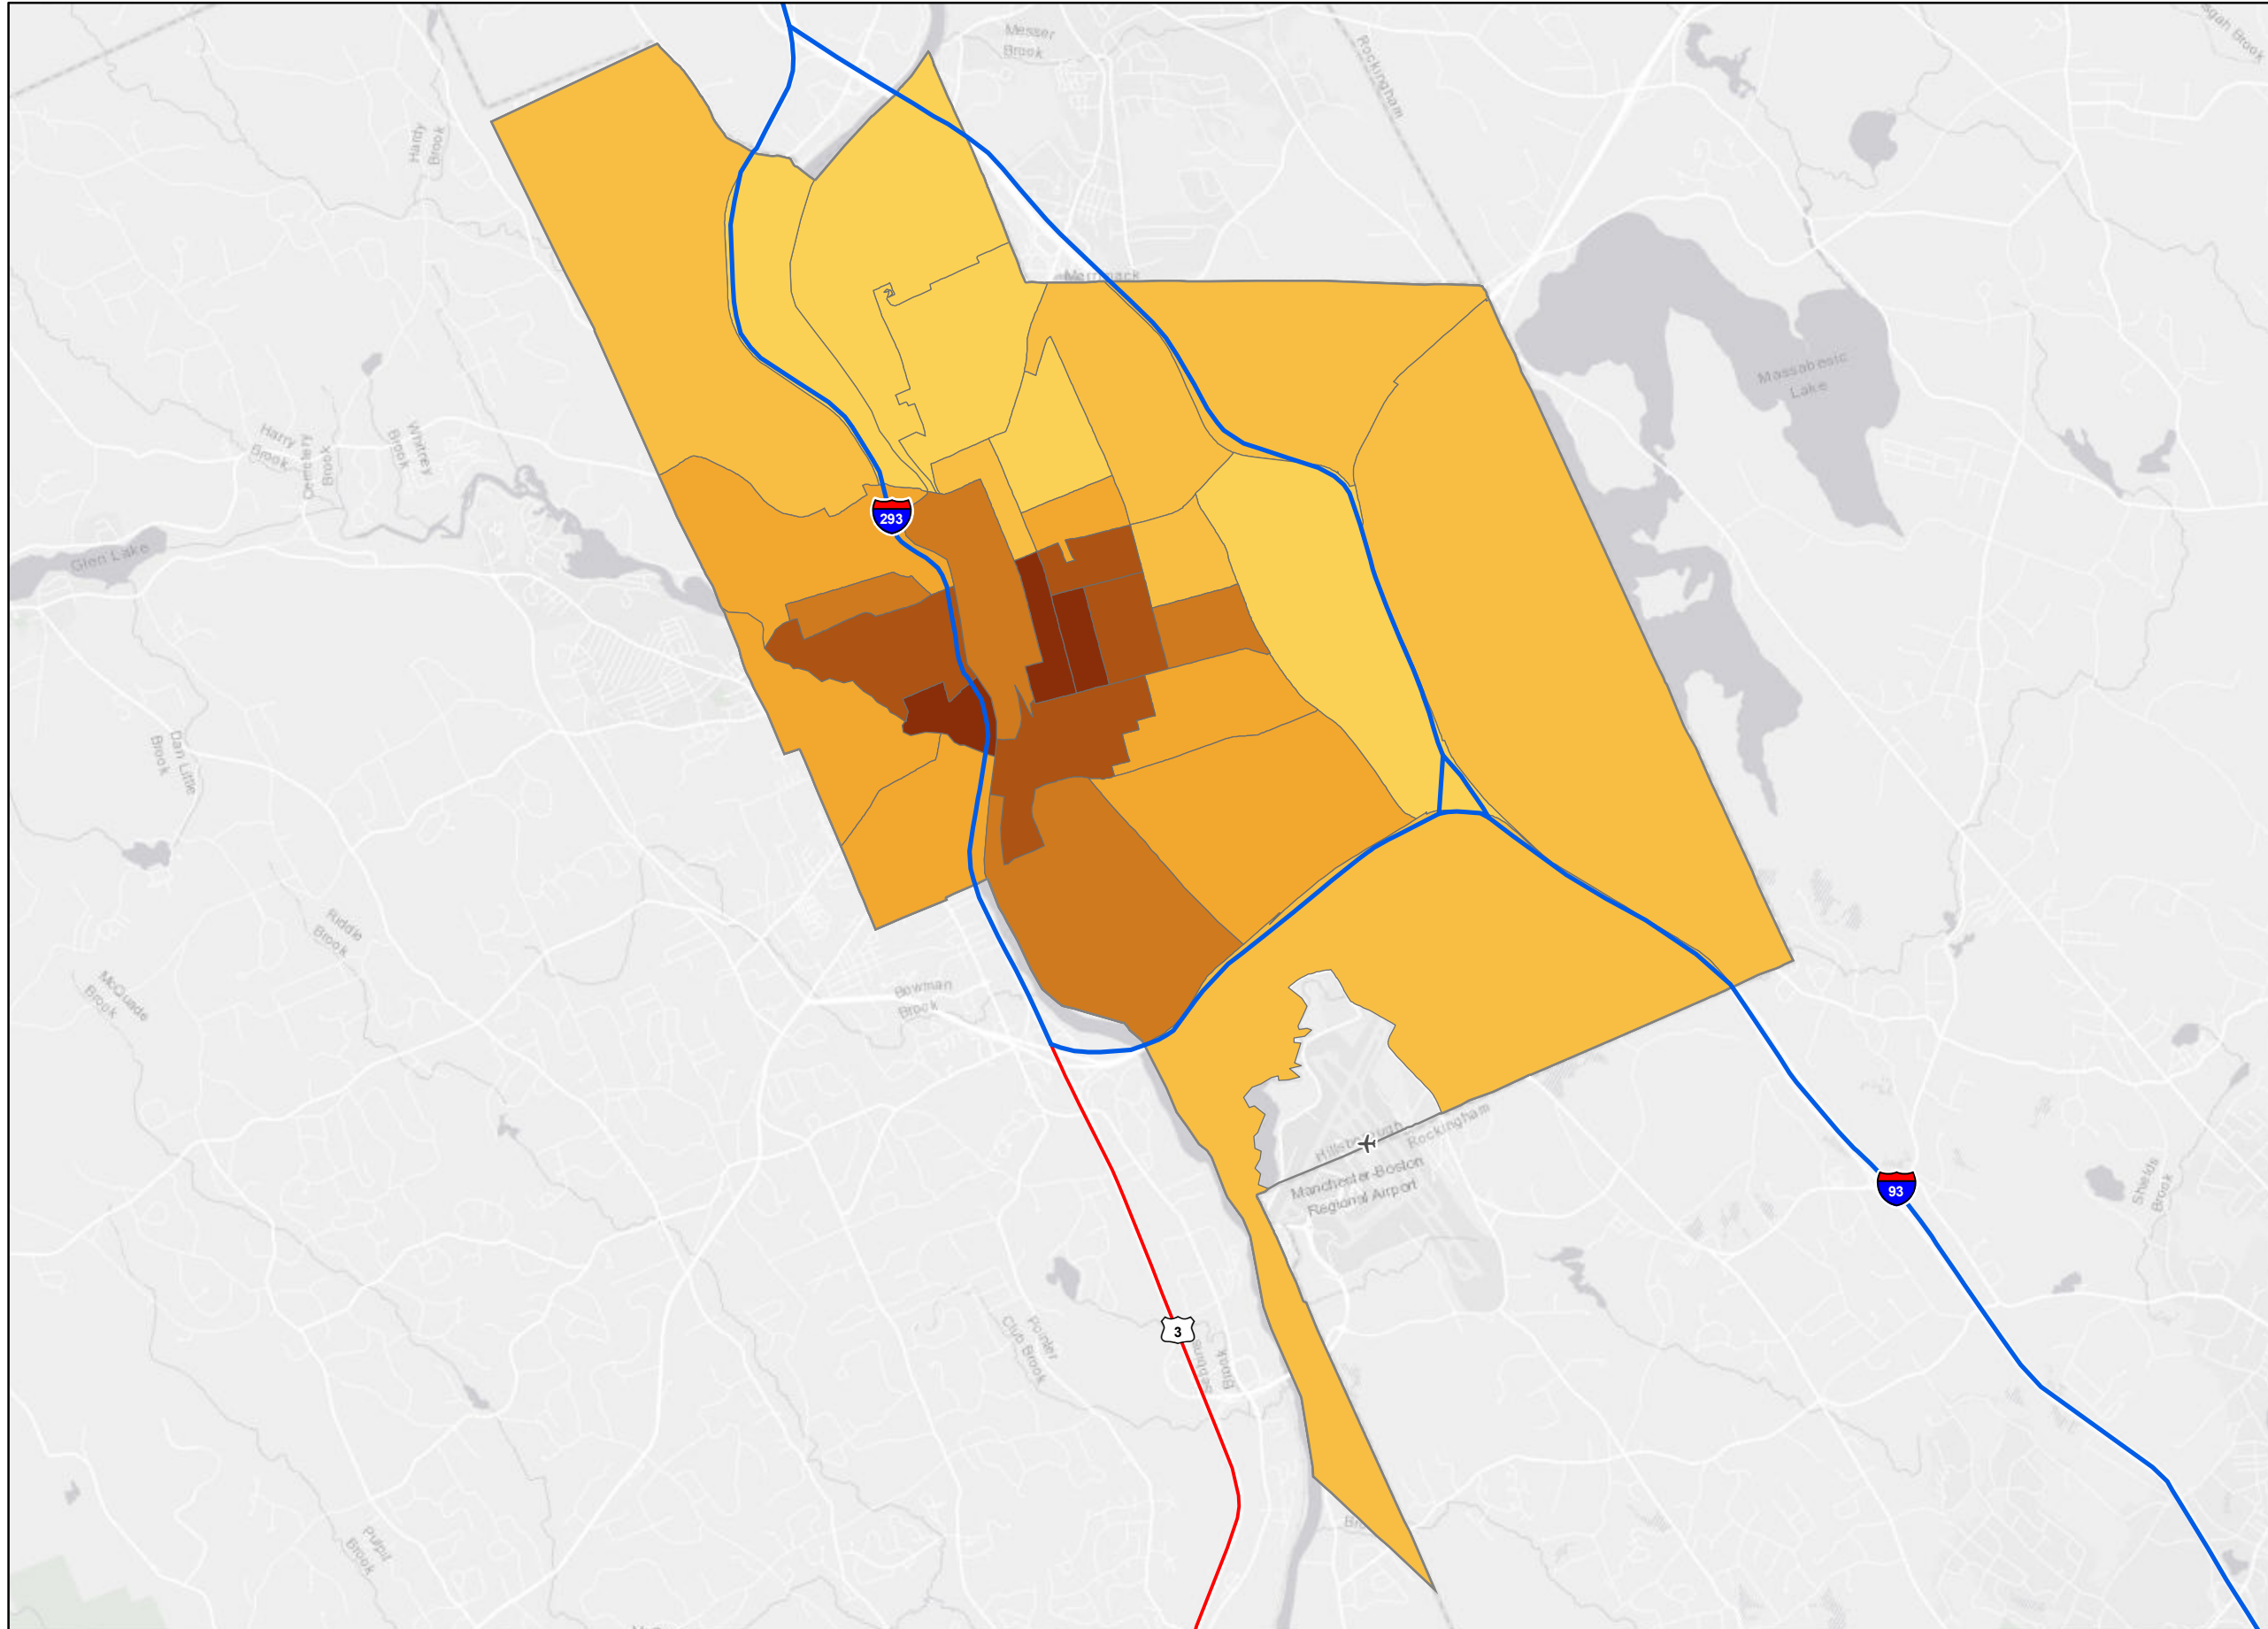 Messer
Brook
Rockingham
Hardy
Brook
Merrimack
Massabesic
Lake
Harry
Brook
Cemetery
Brook
Whitney
Brook
293
Glen Lake
Dan Little
Brook
Riddle
Brook
McQuade
Brook
Bowman
Brook
Hillsborough
Rockingham
Manchester-Boston
Regional Airport
Shields
Brook
93
3
Pointer
Club Brook
Sebbins
Brook
Pulpit
Brook